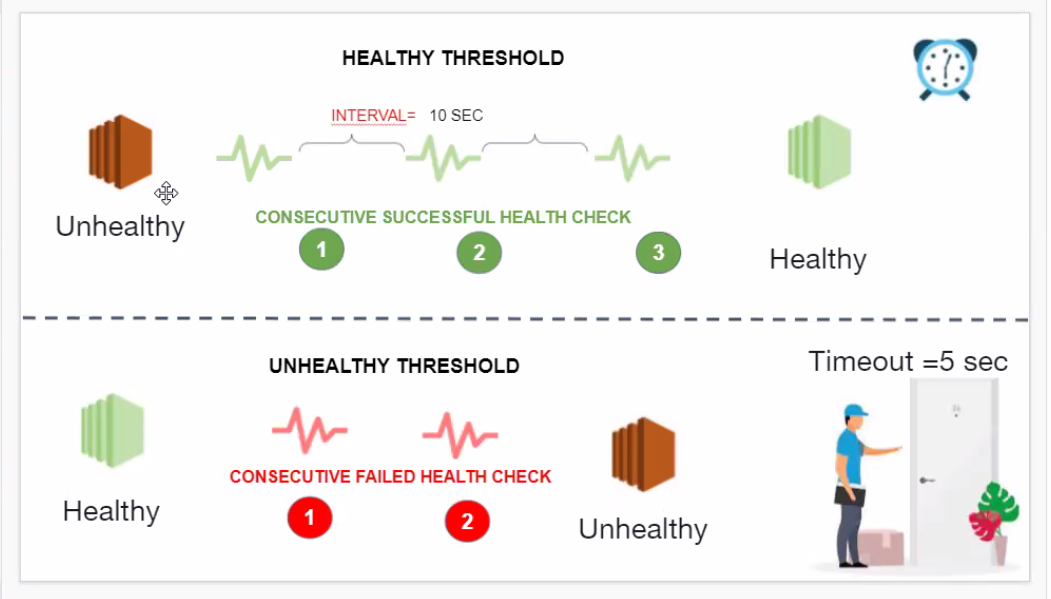 HEALTHY THRESHOLD
INTERVAL= 10 SEC
Unhealthy
CONSECUTIVE SUCCESSFUL HEALTH CHECK
1 2 3
Healthy
UNHEALTHY THRESHOLD
Timeout =5 sec
CONSECUTIVE FAILED HEALTH CHECK
Healthy
1 2
Unhealthy